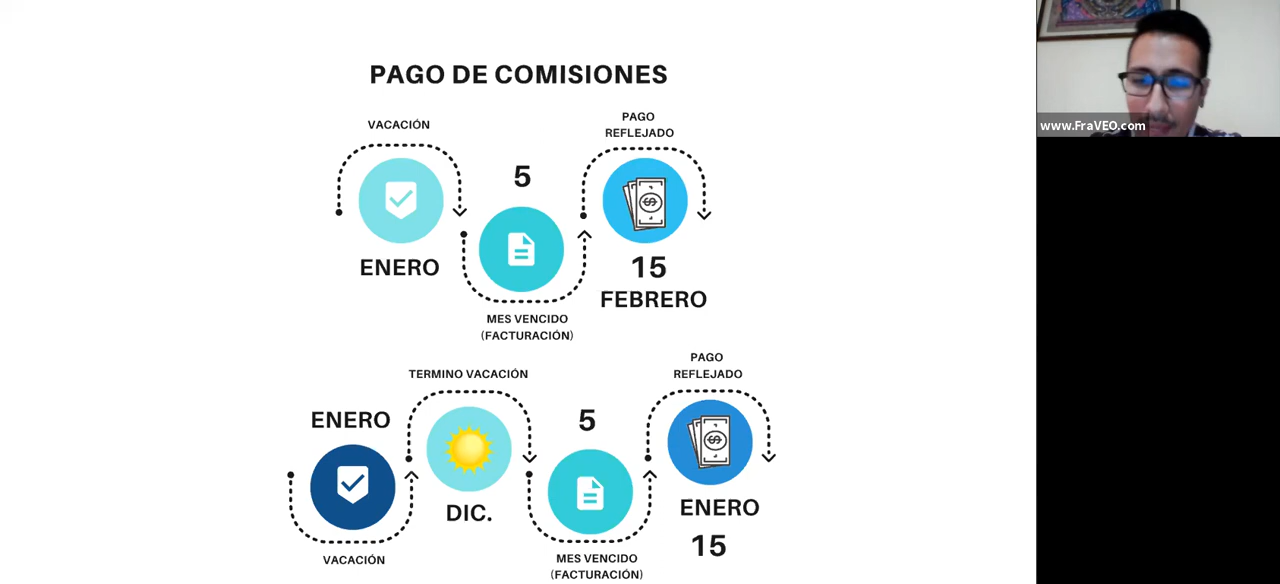 PAGO DE COMISIONES
VACACIÓN
ENERO
5
MES VENCIDO
(FACTURACIÓN)
PAGO
REFLEJADO
15
FEBRERO
ENERO
VACACIÓN
TERMINO VACACIÓN
DIC.
5
MES VENCIDO
(FACTURACIÓN)
PAGO
REFLEJADO
ENERO
15
www.FraVEO.com